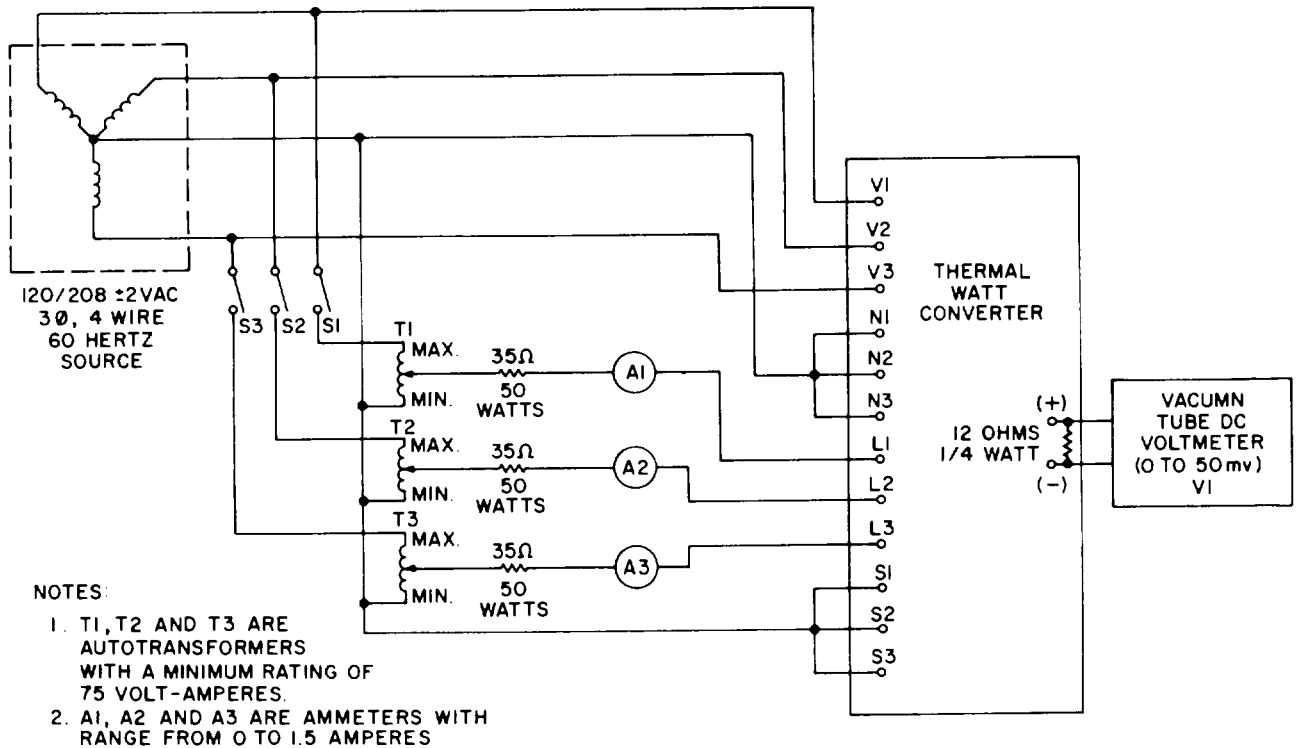 120/208 ±2VAC
3Ø, 4 WIRE
60 HERTZ
SOURCE
S3
S2
S1
T1
MAX.
MIN.
35Ω
50
WATTS
A1
T2
MAX.
MIN.
35Ω
50
WATTS
A2
T3
MAX.
MIN.
35Ω
50
WATTS
A3
V1
V2
V3
N1
N2
N3
L1
L2
L3
S1
S2
S3
THERMAL
WATT
CONVERTER
12 OHMS
1/4 WATT
(+)
(-)
VACUMN
TUBE DC
VOLTMETER
(0 TO 50mv)
V1
NOTES:
1. T1, T2 AND T3 ARE
AUTOTRANSFORMERS
WITH A MINIMUM RATING OF
75 VOLT-AMPERES.
2. A1, A2 AND A3 ARE AMMETERS WITH
RANGE FROM 0 TO 1.5 AMPERES